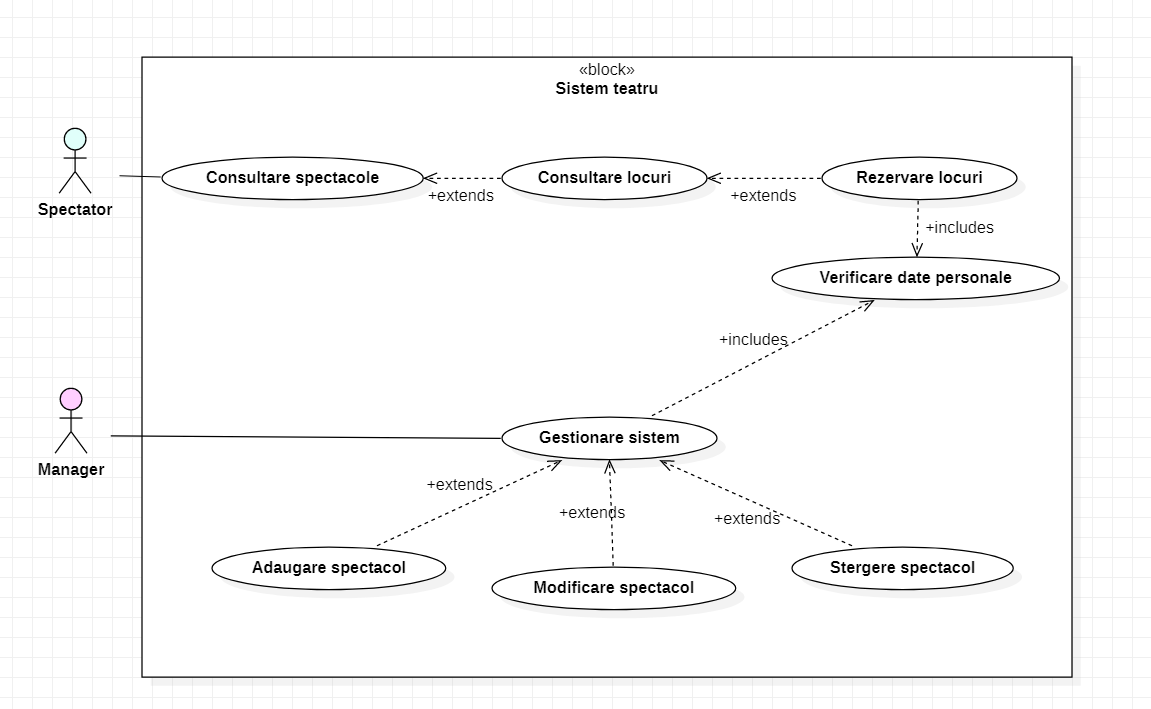 «block»
Sistem teatru
Consultare spectacole
Consultare locuri
Rezervare locuri
+extends
+extends
Spectator
+includes
Verificare date personale
+includes
Gestionare sistem
Manager
+extends
+extends
+extends
Adaugare spectacol
Modificare spectacol
Stergere spectacol